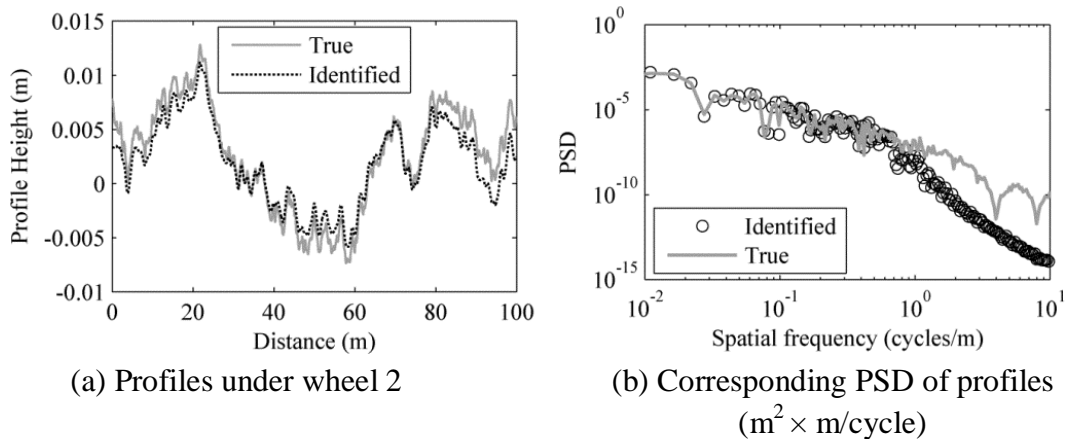 0.015
0.01
0.005
0
-0.005
-0.01
Profile Height (m)
True
Identified
0 20 40 60 80 100
Distance (m)
(a) Profiles under wheel 2
10^0
10^-5
10^-10
10^-15
PSD
Identified
True
10^-2 10^-1 10^0 10^1
Spatial frequency (cycles/m)
(b) Corresponding PSD of profiles
(m² × m/cycle)